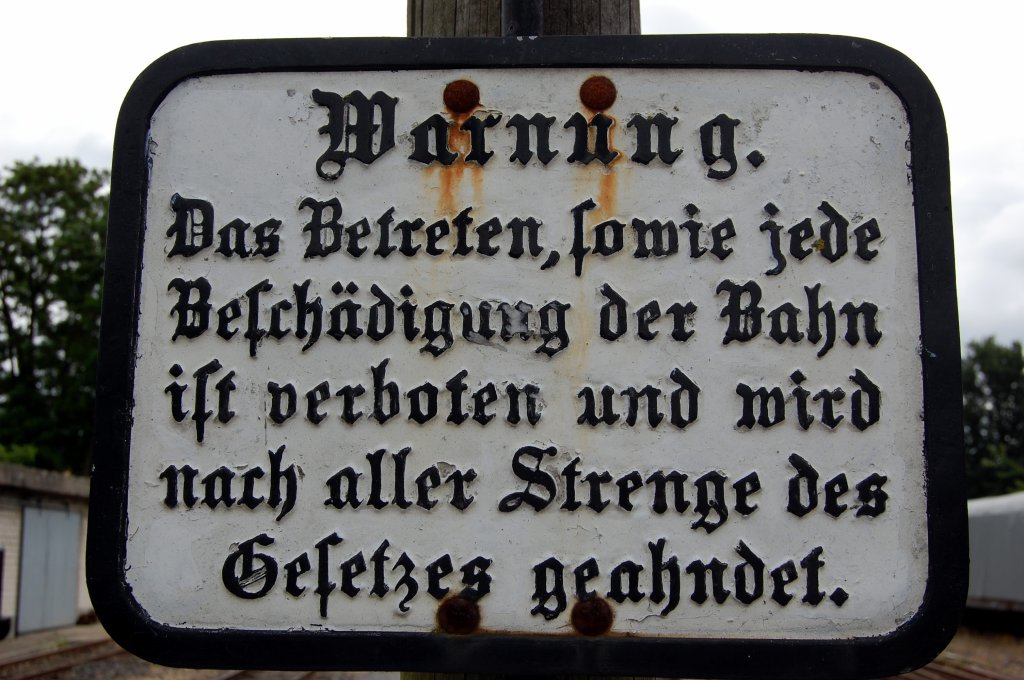 Warnung.
Das Betreten, sowie jede
Beschädigung der Bahn
ist verboten und wird
nach aller Strenge des
Gesetzes geahndet.